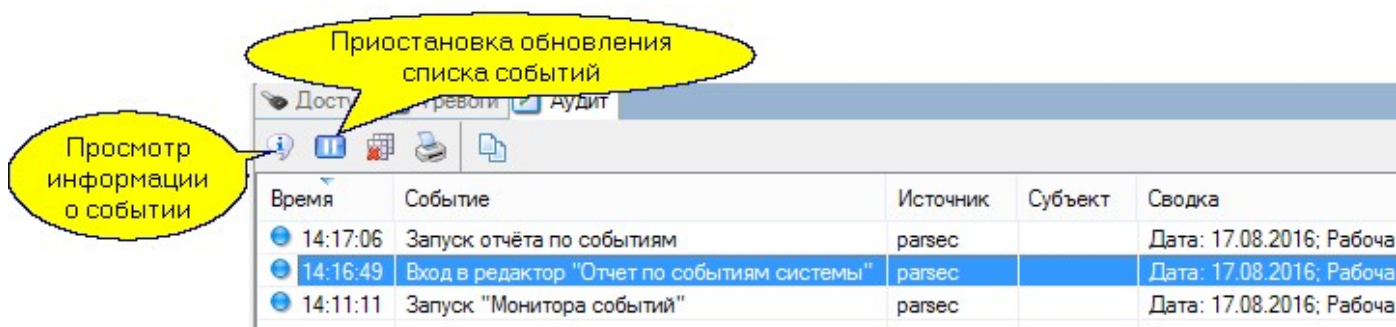 Приостановка обновления
списка событий
Просмотр
информации
о событии
Аудит
Время Событие Источник Субъект Сводка
14:17:06 Запуск отчёта по событиям parsec Дата: 17.08.2016; Рабоча
14:16:49 Вход в редактор "Отчет по событиям системы" parsec Дата: 17.08.2016; Рабоча
14:11:11 Запуск "Монитора событий" parsec Дата: 17.08.2016; Рабоча